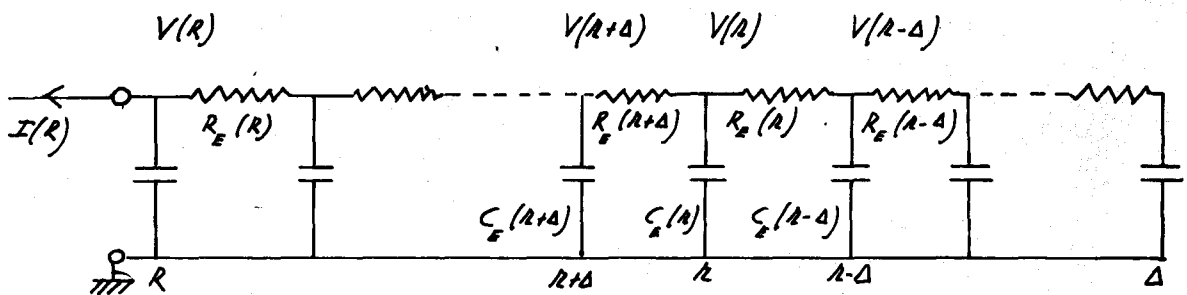 V(R) V(r+Δ) V(r) V(r-Δ)
I(R) R_E(R) R_E(r+Δ) R_E(r) R_E(r-Δ)
C_E(r+Δ) C_E(r) C_E(r-Δ)
R r+Δ r r-Δ Δ